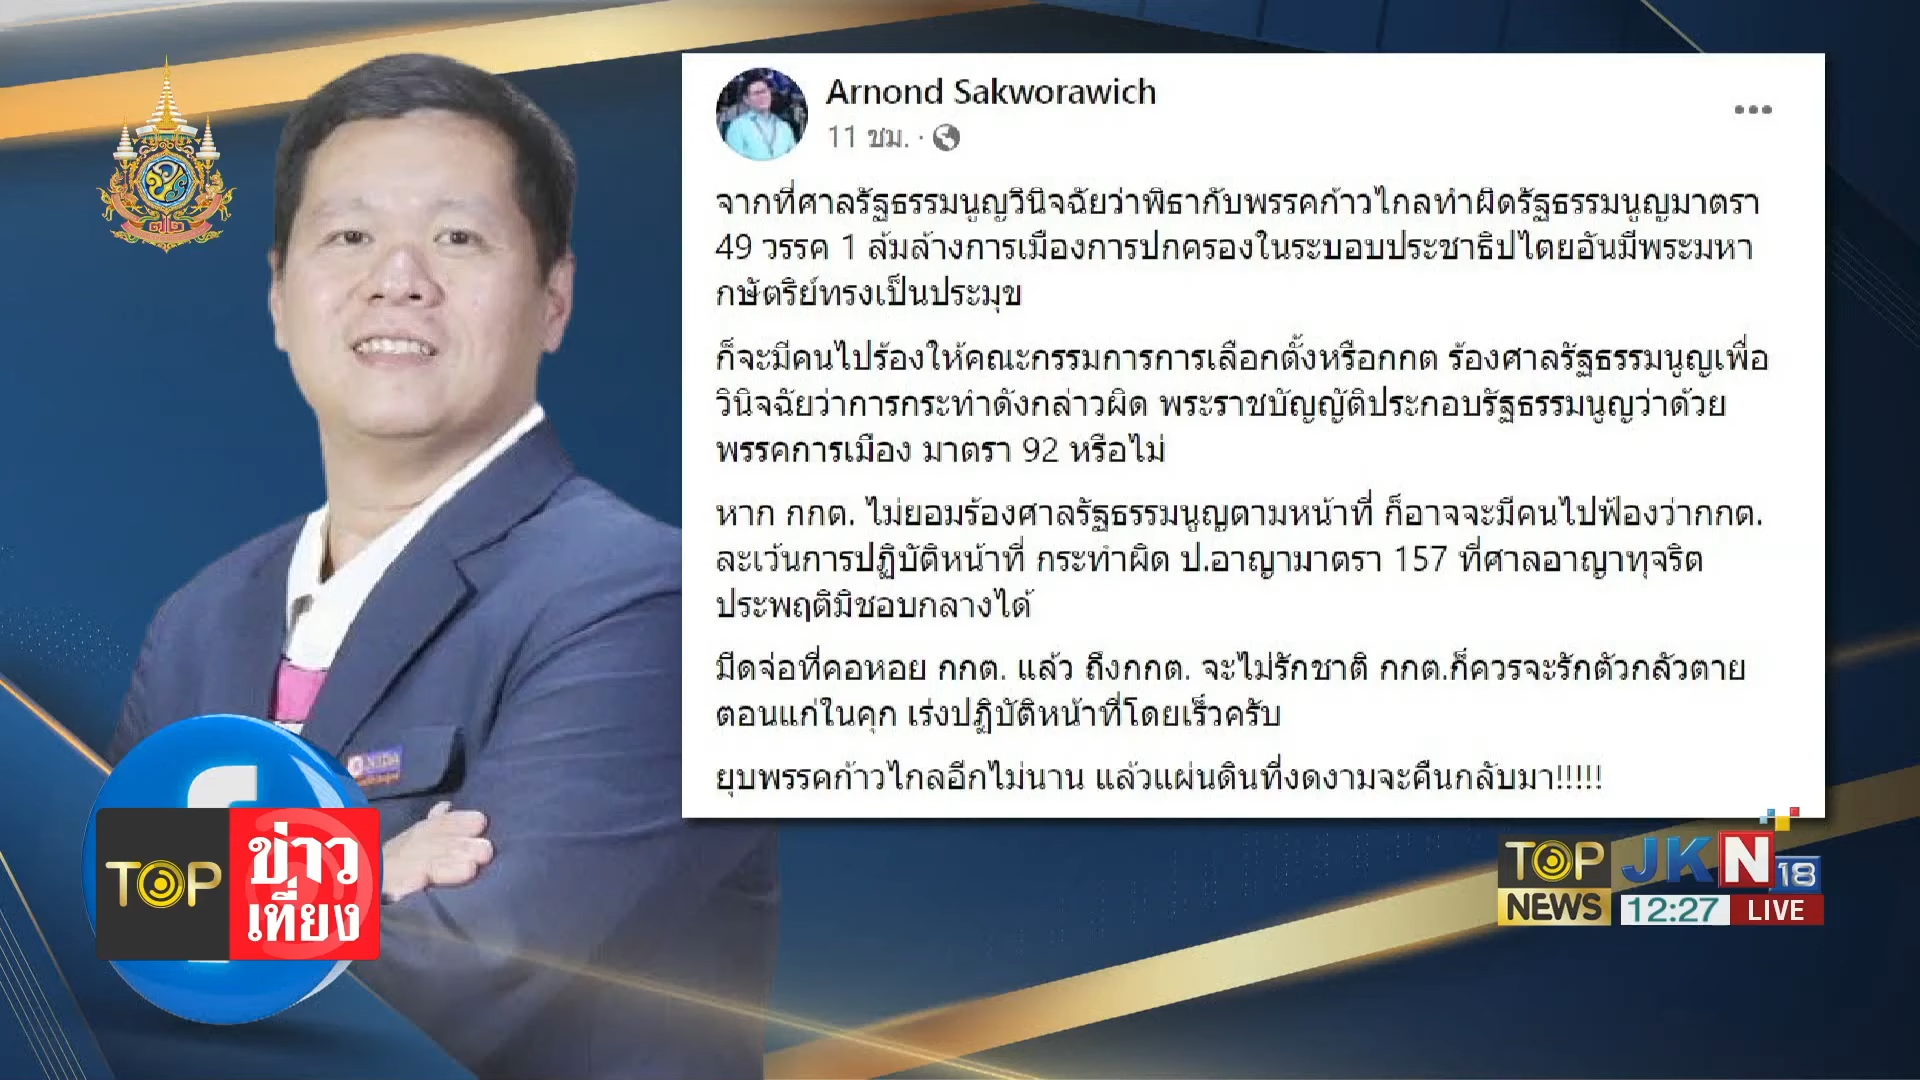 Arnond Sakworawich
11 ชม. ·
จากที่ศาลรัฐธรรมนูญวินิจฉัยว่าพิธากับพรรคก้าวไกลทำผิดรัฐธรรมนูญมาตรา
49 วรรค 1 ล้มล้างการเมืองการปกครองในระบอบประชาธิปไตยอันมีพระมหา
กษัตริย์ทรงเป็นประมุข
ก็จะมีคนไปร้องให้คณะกรรมการการเลือกตั้งหรือกกต ร้องศาลรัฐธรรมนูญเพื่อ
วินิจฉัยว่าการกระทำดังกล่าวผิด พระราชบัญญัติประกอบรัฐธรรมนูญว่าด้วย
พรรคการเมือง มาตรา 92 หรือไม่
หาก กกต. ไม่ยอมร้องศาลรัฐธรรมนูญตามหน้าที่ ก็อาจจะมีคนไปฟ้องว่ากกต.
ละเว้นการปฏิบัติหน้าที่ กระทำผิด ป.อาญามาตรา 157 ที่ศาลอาญาทุจริต
ประพฤติมิชอบกลางได้
มีดจ่อที่คอหอย กกต. แล้ว ถึงกกต. จะไม่รักชาติ กกต.ก็ควรจะรักตัวกลัวตาย
ตอนแก่ในคุก เร่งปฏิบัติหน้าที่โดยเร็วครับ
ยุบพรรคก้าวไกลอีกไม่นาน แล้วแผ่นดินที่งดงามจะคืนกลับมา!!!!!
NIDA
TOP ข่าว
เที่ยง
TOP JKN 18
NEWS 12:27 LIVE